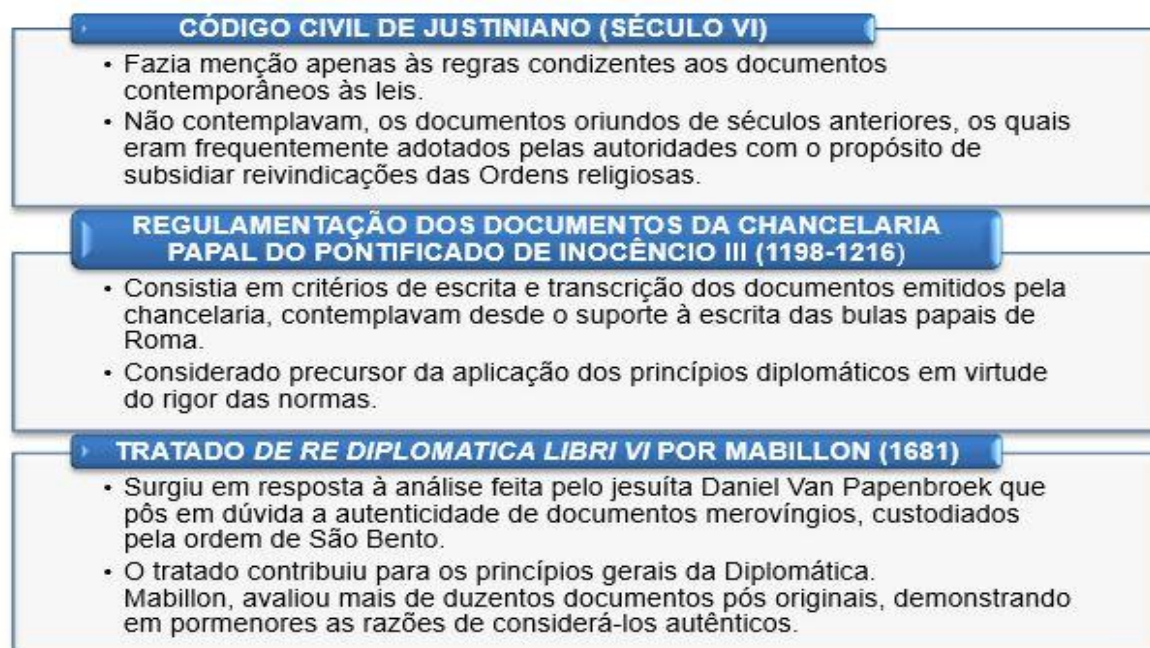 CÓDIGO CIVIL DE JUSTINIANO (SÉCULO VI)
• Fazia menção apenas às regras condizentes aos documentos
contemporâneos às leis.
• Não contemplavam, os documentos oriundos de séculos anteriores, os quais
eram frequentemente adotados pelas autoridades com o propósito de
subsidiar reivindicações das Ordens religiosas.
REGULAMENTAÇÃO DOS DOCUMENTOS DA CHANCELARIA
PAPAL DO PONTIFICADO DE INOCÊNCIO III (1198-1216)
• Consistia em critérios de escrita e transcrição dos documentos emitidos pela
chancelaria, contemplavam desde o suporte à escrita das bulas papais de
Roma.
• Considerado precursor da aplicação dos princípios diplomáticos em virtude
do rigor das normas.
TRATADO DE RE DIPLOMATICA LIBRI VI POR MABILLON (1681)
• Surgiu em resposta à análise feita pelo jesuíta Daniel Van Papenbroek que
pôs em dúvida a autenticidade de documentos merovíngios, custodiados
pela ordem de São Bento.
• O tratado contribuiu para os princípios gerais da Diplomática.
Mabillon, avaliou mais de duzentos documentos pós originais, demonstrando
em pormenores as razões de considerá-los autênticos.